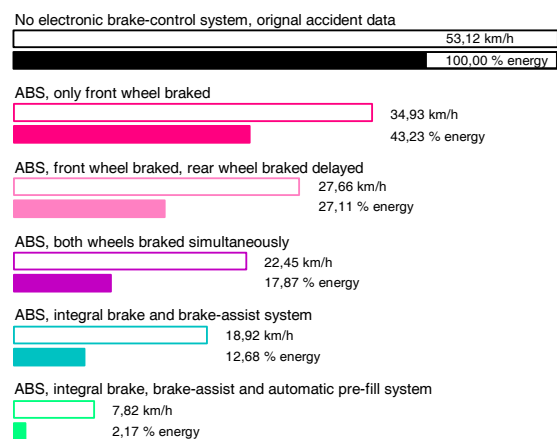 No electronic brake-control system, orignal accident data
53,12 km/h
100,00 % energy
ABS, only front wheel braked
34,93 km/h
43,23 % energy
ABS, front wheel braked, rear wheel braked delayed
27,66 km/h
27,11 % energy
ABS, both wheels braked simultaneously
22,45 km/h
17,87 % energy
ABS, integral brake and brake-assist system
18,92 km/h
12,68 % energy
ABS, integral brake, brake-assist and automatic pre-fill system
7,82 km/h
2,17 % energy